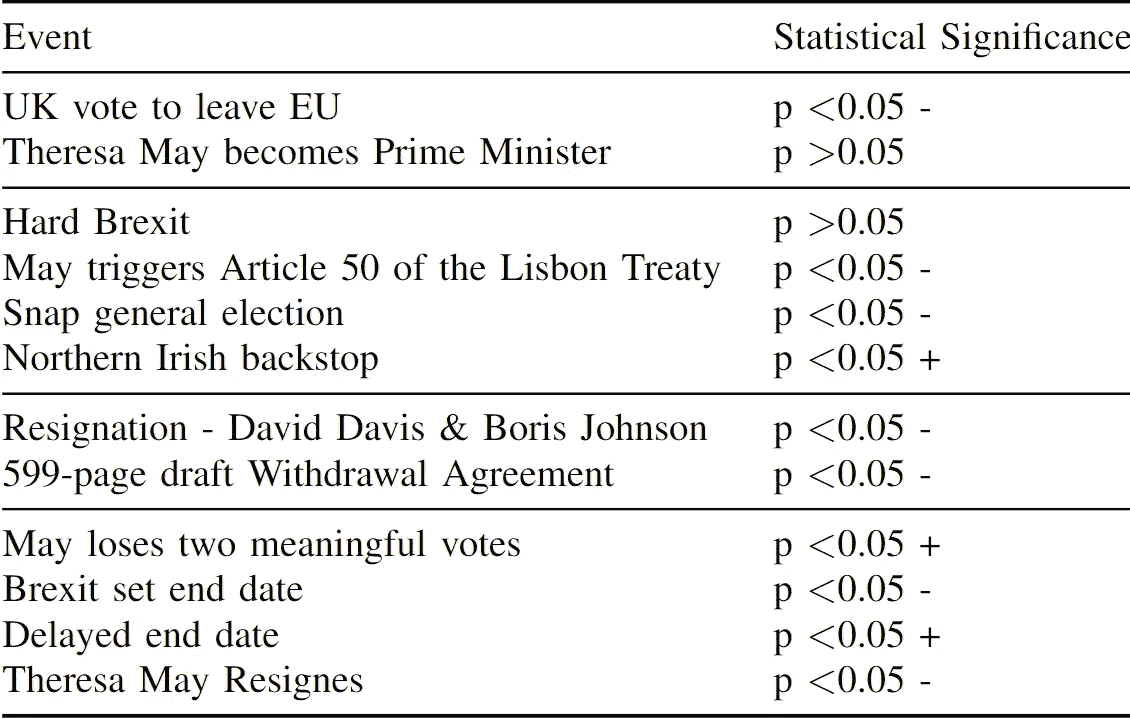 Event Statistical Significance
UK vote to leave EU p <0.05 -
Theresa May becomes Prime Minister p >0.05
Hard Brexit p >0.05
May triggers Article 50 of the Lisbon Treaty p <0.05 -
Snap general election p <0.05 -
Northern Irish backstop p <0.05 +
Resignation - David Davis & Boris Johnson p <0.05 -
599-page draft Withdrawal Agreement p <0.05 -
May loses two meaningful votes p <0.05 +
Brexit set end date p <0.05 -
Delayed end date p <0.05 +
Theresa May Resignes p <0.05 -